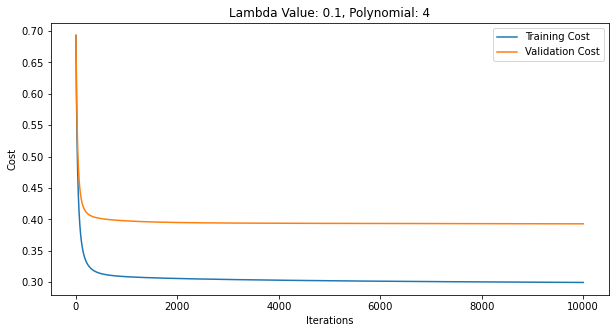 Lambda Value: 0.1, Polynomial: 4
Training Cost
Validation Cost
0.70
0.65
0.60
0.55
0.50
0.45
0.40
0.35
0.30
Cost
0 2000 4000 6000 8000 10000
Iterations